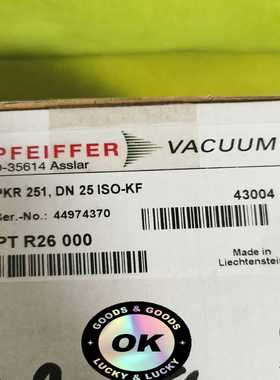 PFEIFFER VACUUM
D-35614 Asslar
PKR 251, DN 25 ISO-KF 43004
Ser.-No.: 44974370
PT R26 000
Made in
Liechtenstein
GOODS & GOODS
OK
LUCKY & LUCKY